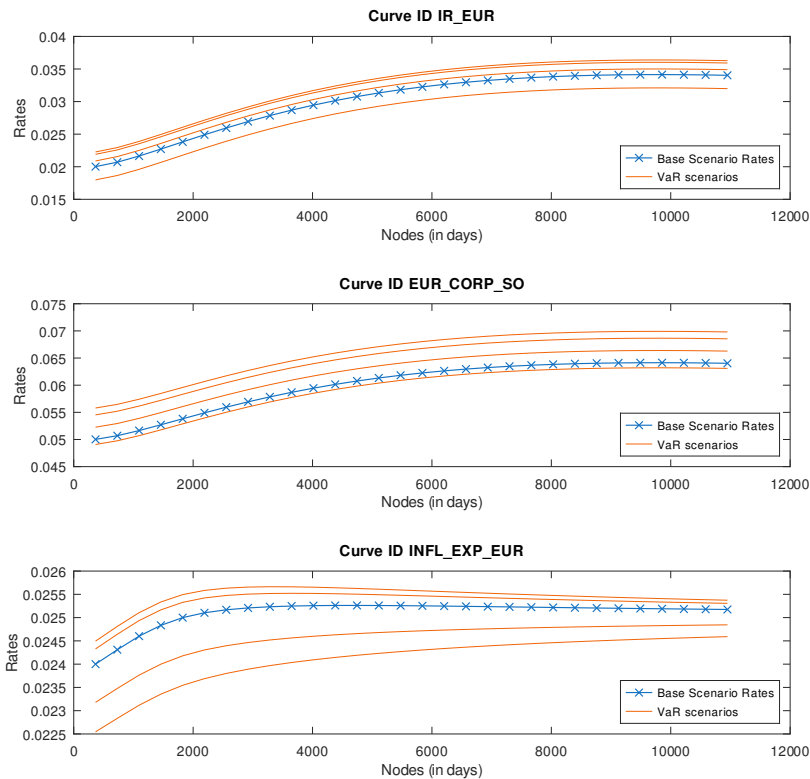 Curve ID IR_EUR
0.04
0.035
0.03
0.025
0.02
0.015
Rates
Base Scenario Rates
VaR scenarios
0 2000 4000 6000 8000 10000 12000
Nodes (in days)
Curve ID EUR_CORP_SO
0.075
0.07
0.065
0.06
0.055
0.05
0.045
Rates
Base Scenario Rates
VaR scenarios
0 2000 4000 6000 8000 10000 12000
Nodes (in days)
Curve ID INFL_EXP_EUR
0.026
0.0255
0.025
0.0245
0.024
0.0235
0.023
0.0225
Rates
Base Scenario Rates
VaR scenarios
0 2000 4000 6000 8000 10000 12000
Nodes (in days)